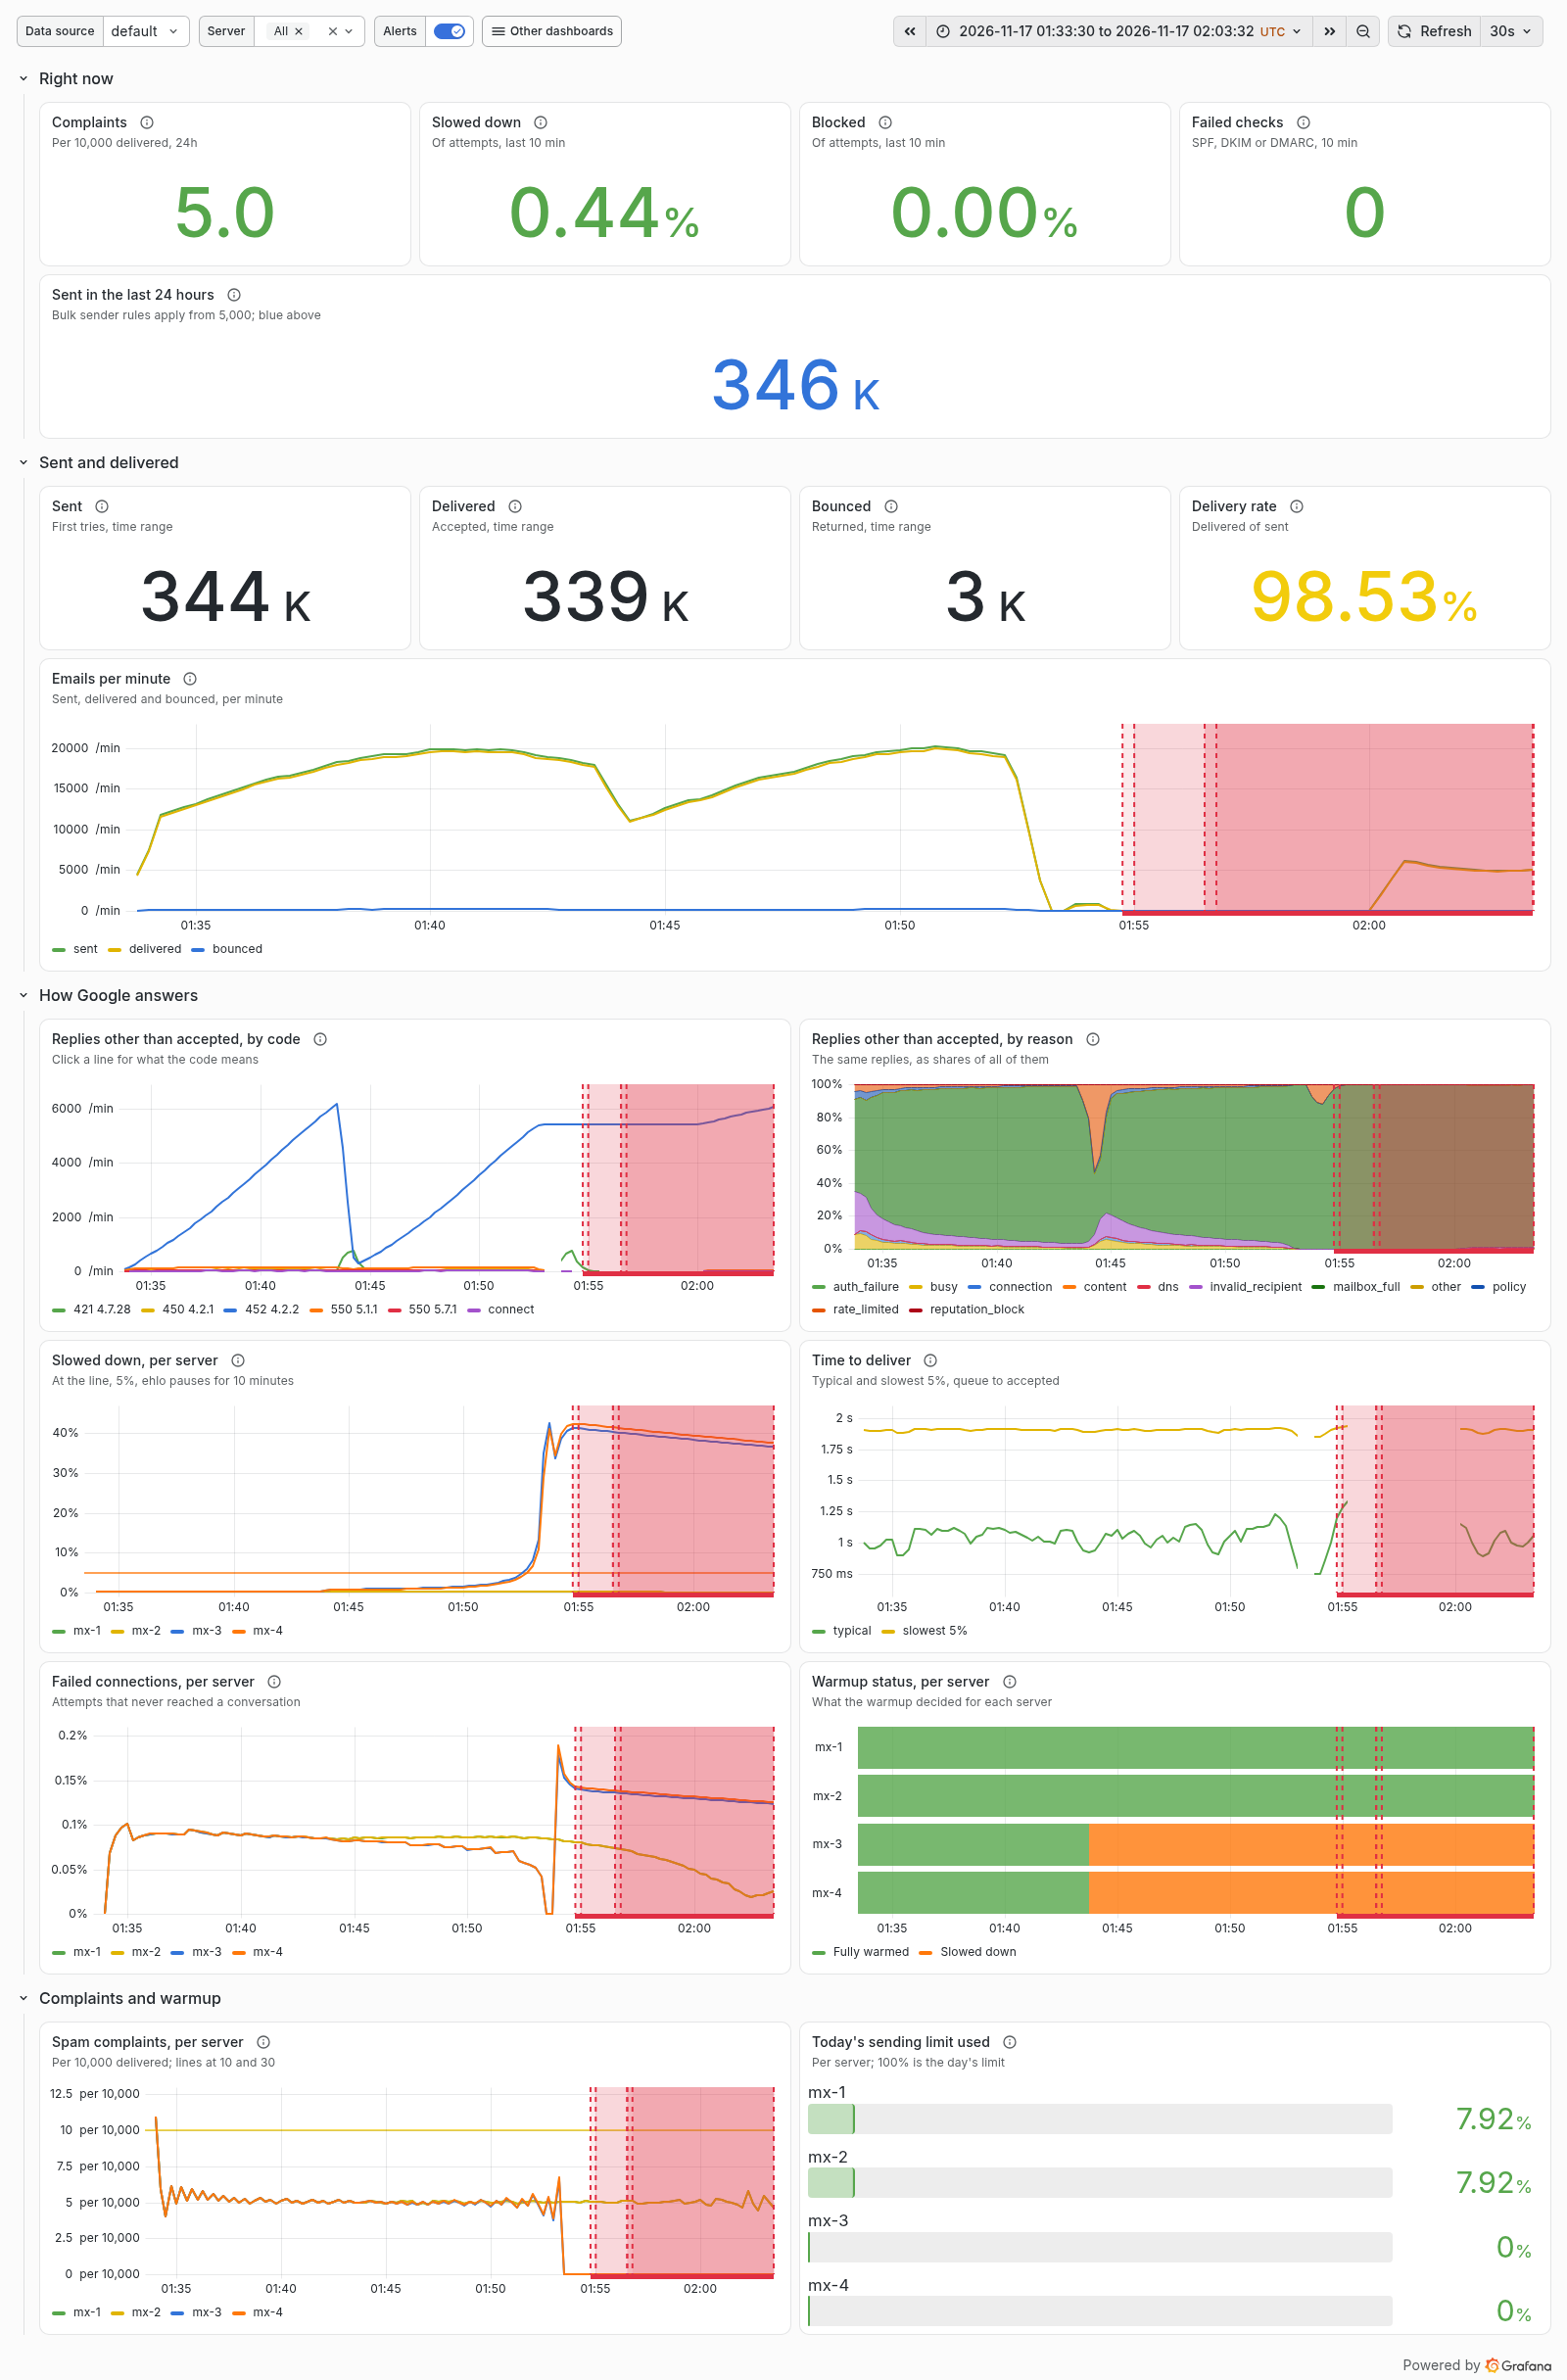 Data source default Server All Alerts Other dashboards 2026-11-17 01:33:30 to 2026-11-17 02:03:32 UTC Refresh 30s
Right now
Complaints
Per 10,000 delivered, 24h
5.0
Slowed down
Of attempts, last 10 min
0.44%
Blocked
Of attempts, last 10 min
0.00%
Failed checks
SPF, DKIM or DMARC, 10 min
0
Sent in the last 24 hours
Bulk sender rules apply from 5,000; blue above
346 K
Sent and delivered
Sent
First tries, time range
344 K
Delivered
Accepted, time range
339 K
Bounced
Returned, time range
3 K
Delivery rate
Delivered of sent
98.53%
Emails per minute
Sent, delivered and bounced, per minute
20000 /min
15000 /min
10000 /min
5000 /min
0 /min
01:35 01:40 01:45 01:50 01:55 02:00
sent delivered bounced
How Google answers
Replies other than accepted, by code
Click a line for what the code means
6000 /min
4000 /min
2000 /min
0 /min
01:35 01:40 01:45 01:50 01:55 02:00
421 4.7.28 450 4.2.1 452 4.2.2 550 5.1.1 550 5.7.1 connect
Replies other than accepted, by reason
The same replies, as shares of all of them
100%
80%
60%
40%
20%
0%
01:35 01:40 01:45 01:50 01:55 02:00
auth_failure busy connection content dns invalid_recipient mailbox_full other policy
rate_limited reputation_block
Slowed down, per server
At the line, 5%, ehlo pauses for 10 minutes
40%
30%
20%
10%
0%
01:35 01:40 01:45 01:50 01:55 02:00
mx-1 mx-2 mx-3 mx-4
Time to deliver
Typical and slowest 5%, queue to accepted
2 s
1.75 s
1.5 s
1.25 s
1 s
750 ms
01:35 01:40 01:45 01:50 01:55 02:00
typical slowest 5%
Failed connections, per server
Attempts that never reached a conversation
0.2%
0.15%
0.1%
0.05%
0%
01:35 01:40 01:45 01:50 01:55 02:00
mx-1 mx-2 mx-3 mx-4
Warmup status, per server
What the warmup decided for each server
mx-1
mx-2
mx-3
mx-4
01:35 01:40 01:45 01:50 01:55 02:00
Fully warmed Slowed down
Complaints and warmup
Spam complaints, per server
Per 10,000 delivered; lines at 10 and 30
12.5 per 10,000
10 per 10,000
7.5 per 10,000
5 per 10,000
2.5 per 10,000
0 per 10,000
01:35 01:40 01:45 01:50 01:55 02:00
mx-1 mx-2 mx-3 mx-4
Today's sending limit used
Per server; 100% is the day's limit
mx-1
7.92%
mx-2
7.92%
mx-3
0%
mx-4
0%
Powered by Grafana